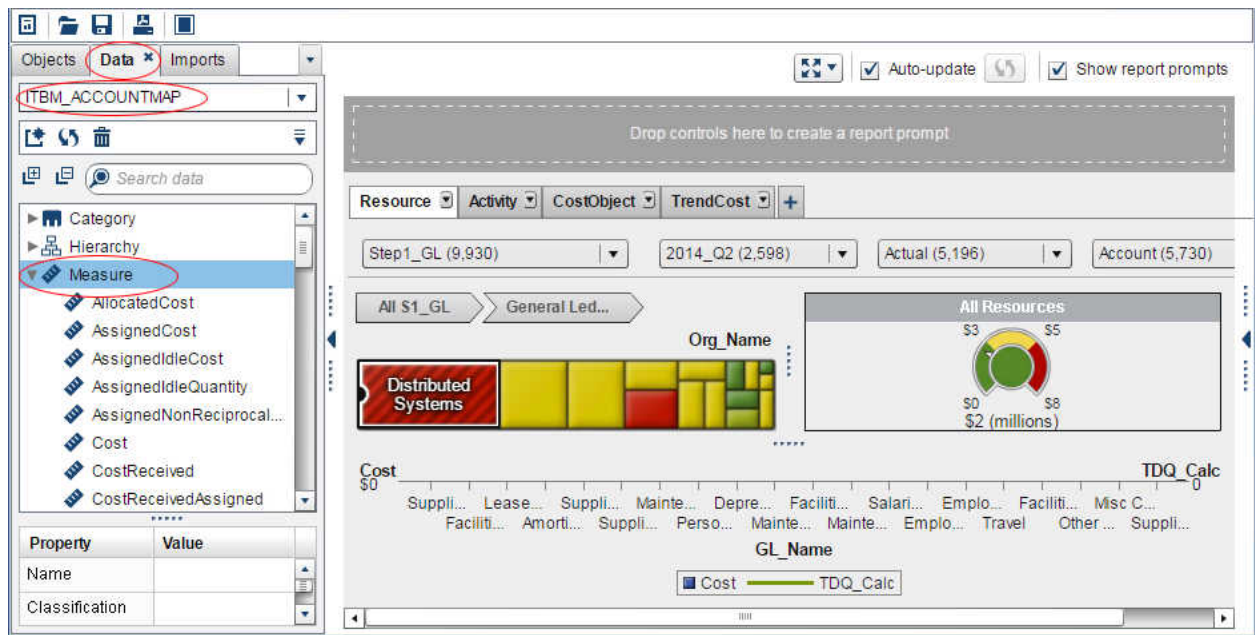 Objects Data × Imports
ITBM_ACCOUNTMAP
Search data
Category
Hierarchy
Measure
AllocatedCost
AssignedCost
AssignedIdleCost
AssignedIdleQuantity
AssignedNonReciprocal...
Cost
CostReceived
CostReceivedAssigned
Property Value
Name
Classification
Auto-update Show report prompts
Drop controls here to create a report prompt
Resource Activity CostObject TrendCost +
Step1_GL (9,930) 2014_Q2 (2,598) Actual (5,196) Account (5,730)
All S1_GL General Led...
Org_Name
Distributed
Systems
All Resources
$3 $5
$0 $8
$2 (millions)
Cost TDQ_Calc
$0 0
Suppli... Lease... Suppli... Mainte... Depre... Faciliti... Salari... Emplo... Faciliti... Misc C...
Faciliti... Amorti... Suppli... Perso... Mainte... Mainte... Emplo... Travel Other ... Suppli...
GL_Name
Cost TDQ_Calc